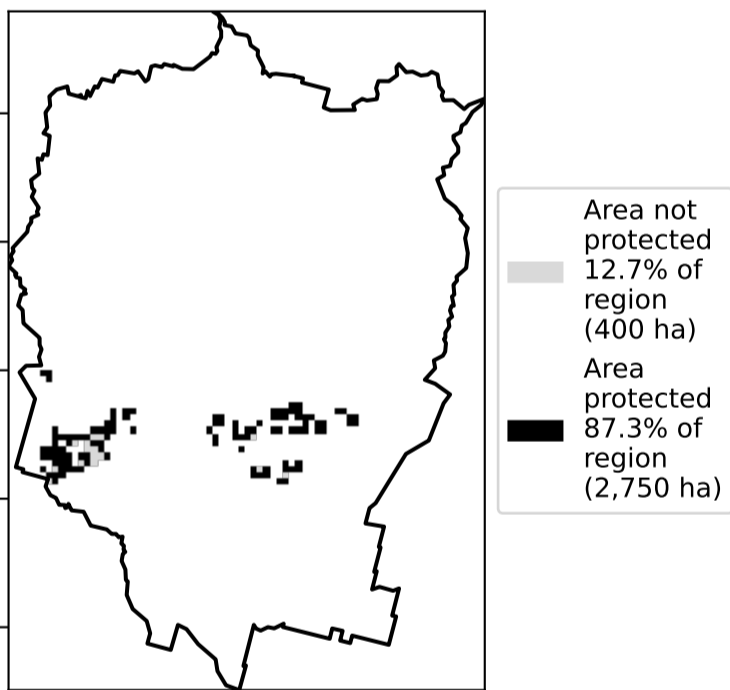 Area not
protected
12.7% of
region
(400 ha)
Area
protected
87.3% of
region
(2,750 ha)